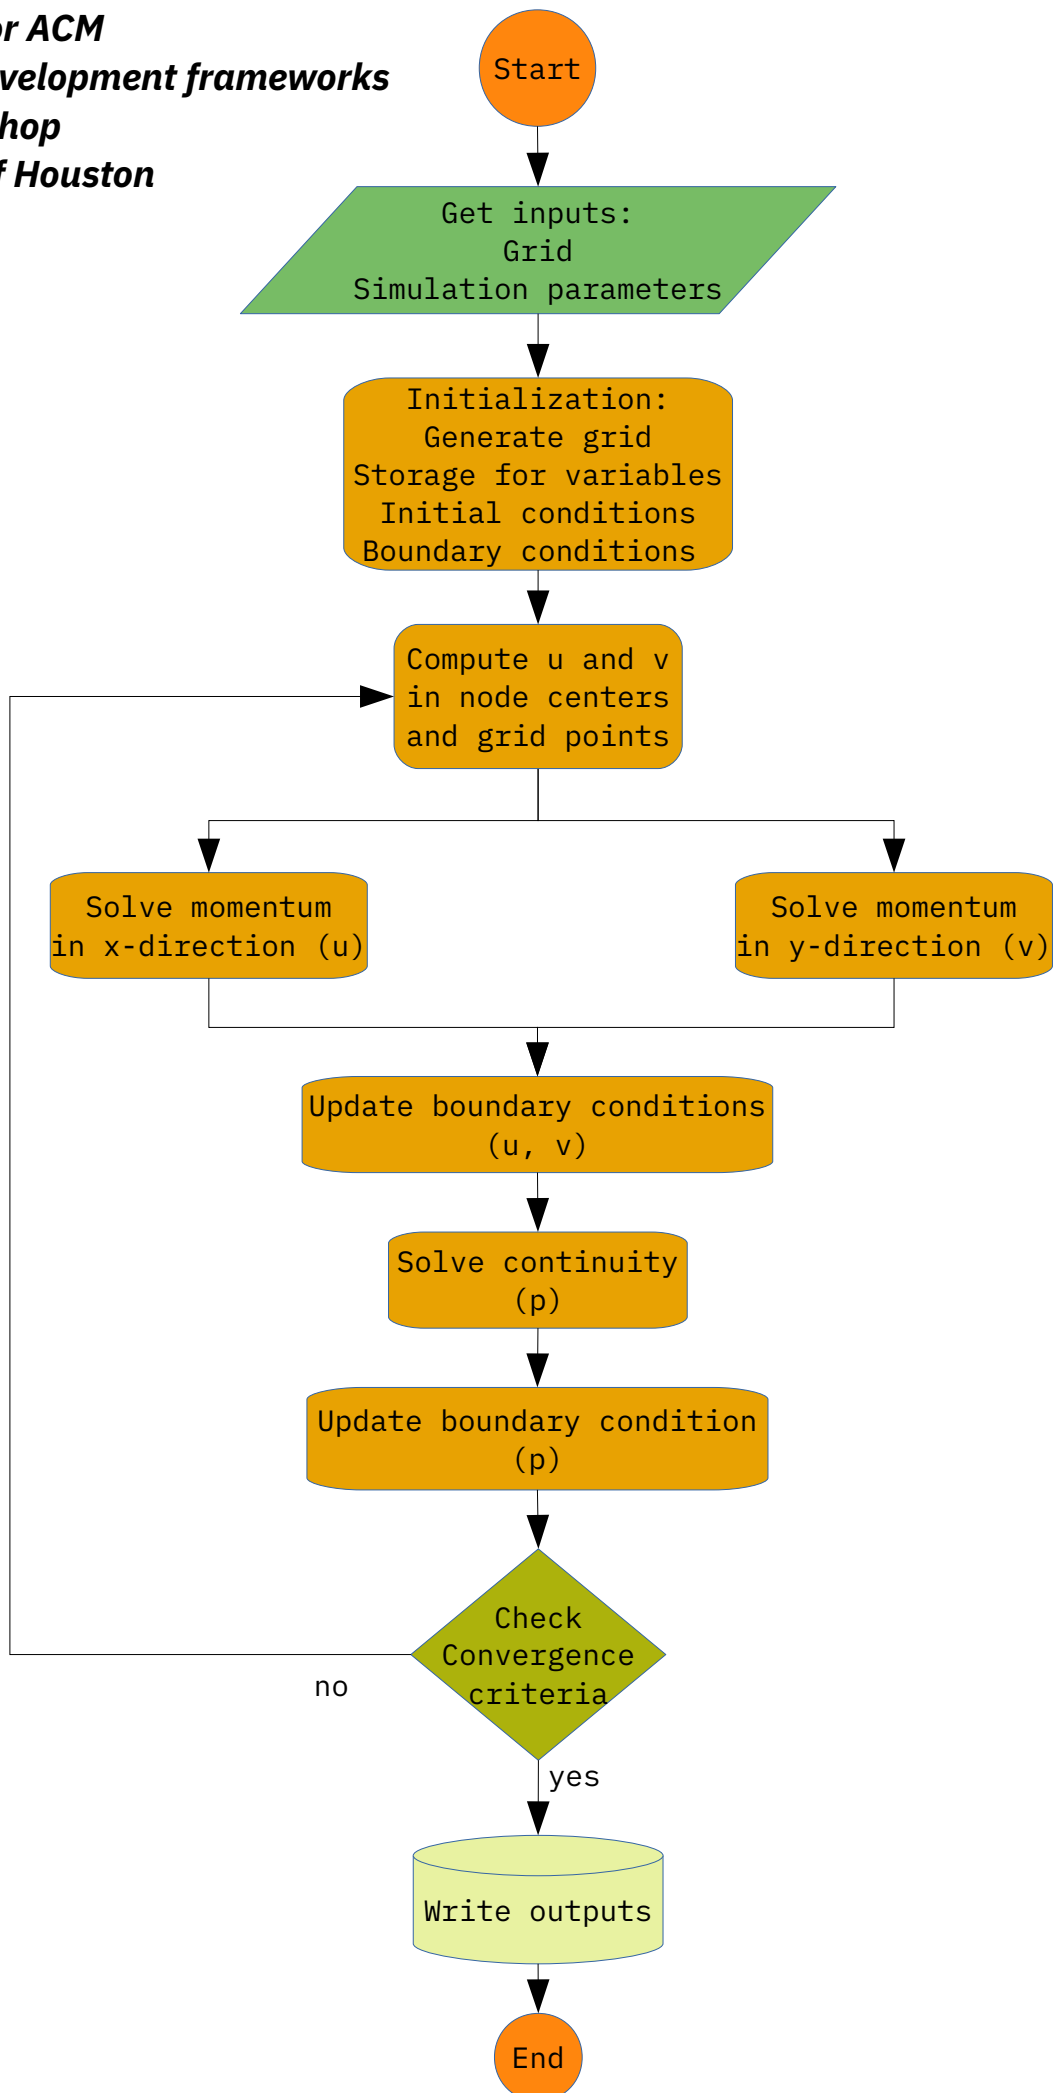 or ACM
velopment frameworks
hop
f Houston
Start
Get inputs:
Grid
Simulation parameters
Initialization:
Generate grid
Storage for variables
Initial conditions
Boundary conditions
Compute u and v
in node centers
and grid points
Solve momentum
in x-direction (u)
Solve momentum
in y-direction (v)
Update boundary conditions
(u, v)
Solve continuity
(p)
Update boundary condition
(p)
Check
Convergence
criteria
no
yes
Write outputs
End